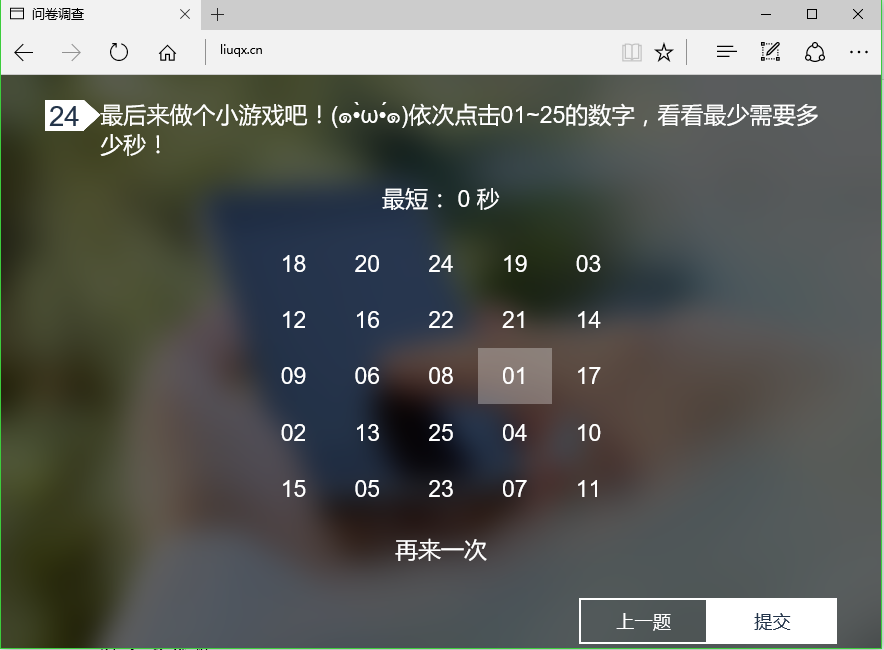 问卷调查
liuqx.cn
24 最后来做个小游戏吧！(๑•̀ω•́๑)依次点击01~25的数字，看看最少需要多
少秒！
最短： 0 秒
18 20 24 19 03
12 16 22 21 14
09 06 08 01 17
02 13 25 04 10
15 05 23 07 11
再来一次
上一题 提交